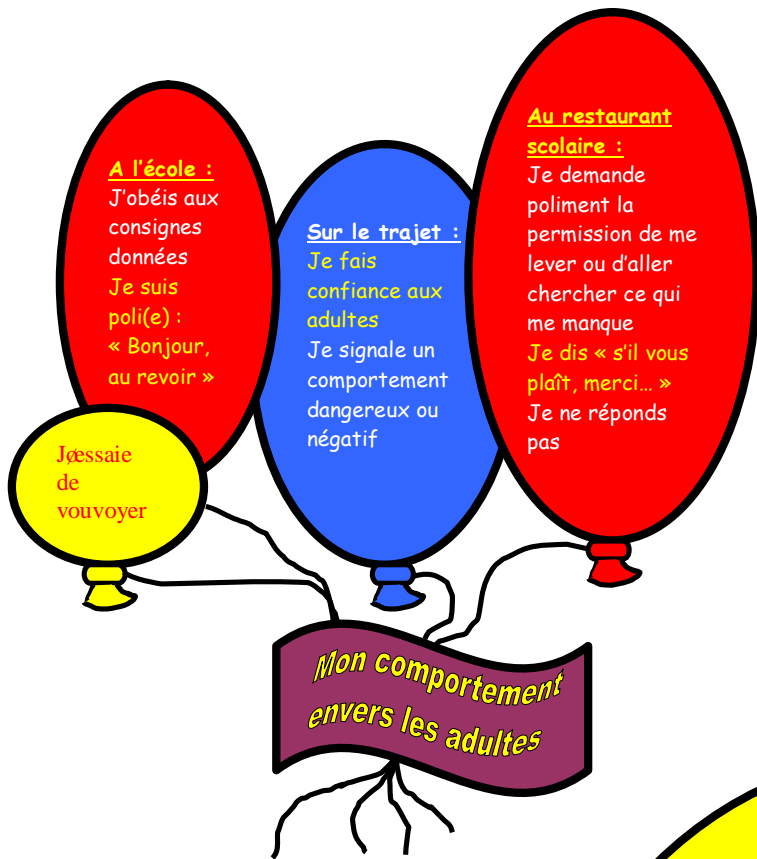 A l'école :
J'obéis aux
consignes
données
Je suis
poli(e) :
« Bonjour,
au revoir »
Jøessaie
de
vouvoyer
Sur le trajet :
Je fais
confiance aux
adultes
Je signale un
comportement
dangereux ou
négatif
Au restaurant
scolaire :
Je demande
poliment la
permission de me
lever ou d'aller
chercher ce qui
me manque
Je dis « s'il vous
plaît, merci... »
Je ne réponds
pas
Mon comportement
envers les adultes